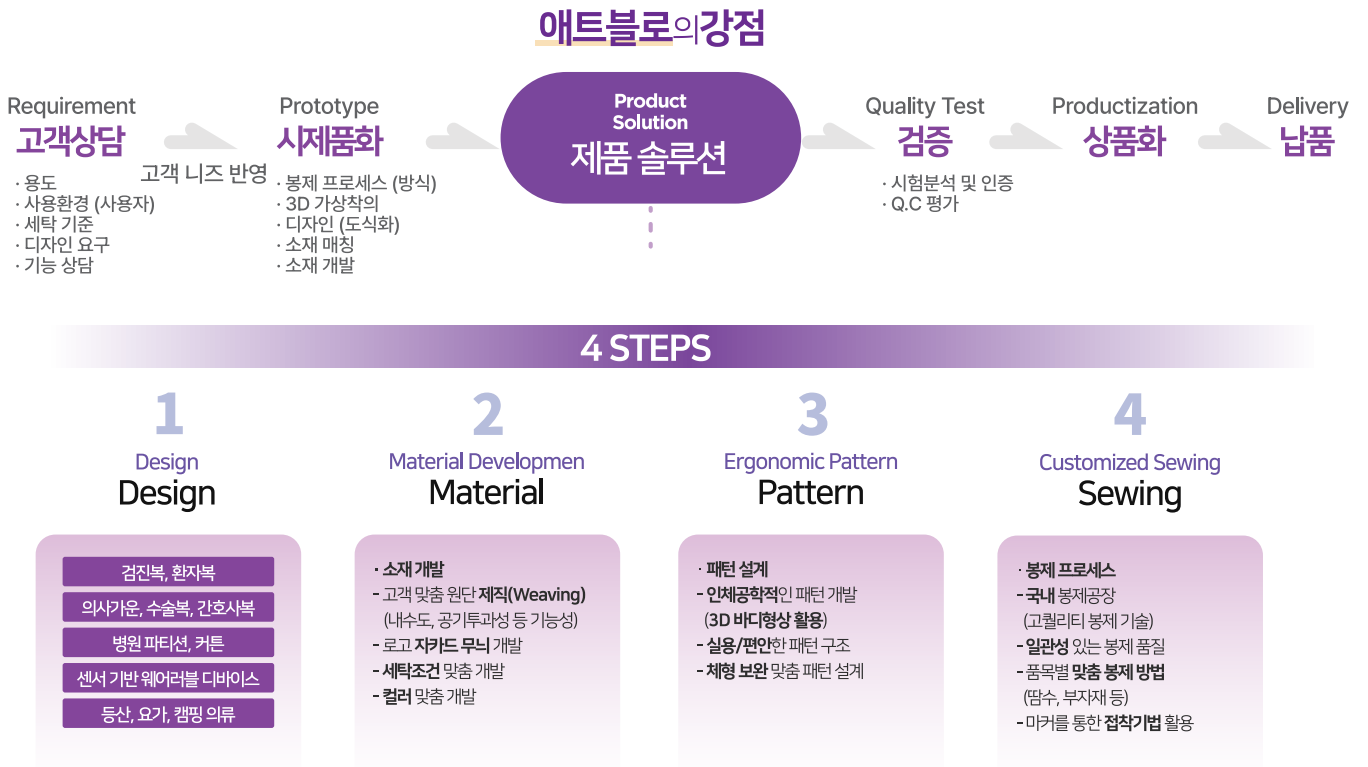 애트블로의강점
Requirement
고객상담
· 용도
· 사용환경 (사용자)
· 세탁 기준
· 디자인 요구
· 기능 상담
고객 니즈 반영
Prototype
시제품화
· 봉제 프로세스 (방식)
· 3D 가상착의
· 디자인 (도식화)
· 소재 매칭
· 소재 개발
Product
Solution
제품 솔루션
Quality Test
검증
· 시험분석 및 인증
· Q.C 평가
Productization
상품화
Delivery
납품
4 STEPS
1
Design
Design
검진복, 환자복
의사가운, 수술복, 간호사복
병원 파티션, 커튼
센서 기반 웨어러블 디바이스
등산, 요가, 캠핑 의류
2
Material Developmen
Material
· 소재 개발
- 고객 맞춤 원단 제직(Weaving)
(내수도, 공기투과성 등 기능성)
- 로고 자카드 무늬 개발
- 세탁조건 맞춤 개발
- 컬러 맞춤 개발
3
Ergonomic Pattern
Pattern
· 패턴 설계
- 인체공학적인 패턴 개발
(3D 바디형상 활용)
- 실용/편안한 패턴 구조
- 체형 보완 맞춤 패턴 설계
4
Customized Sewing
Sewing
· 봉제 프로세스
- 국내 봉제공장
(고퀄리티 봉제 기술)
- 일관성 있는 봉제 품질
- 품목별 맞춤 봉제 방법
(땀수, 부자재 등)
- 마커를 통한 접착기법 활용